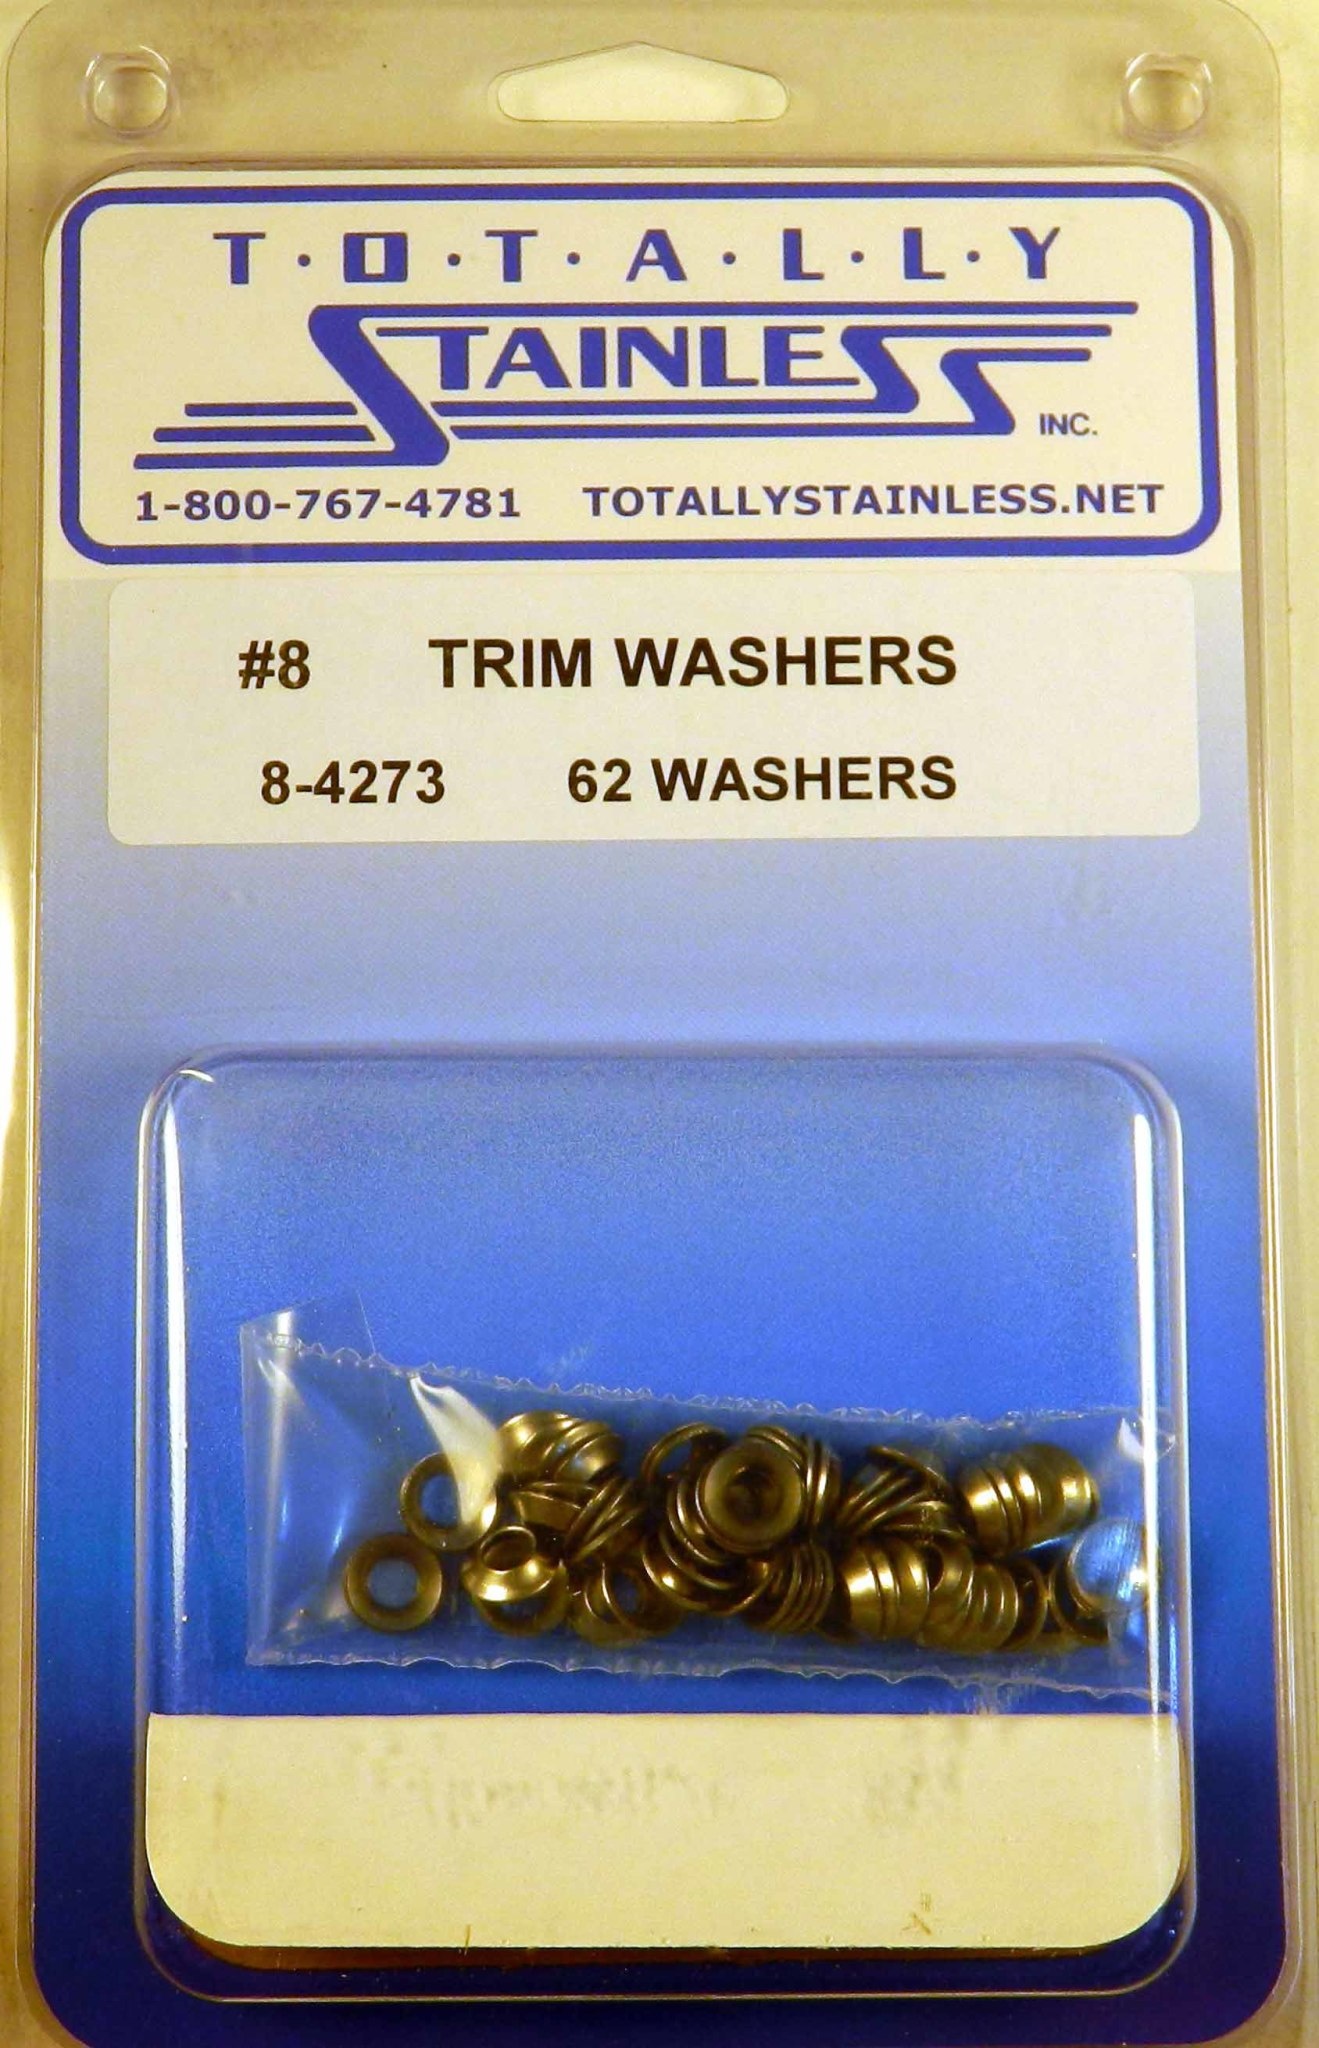 T·O·T·A·L·L·Y
STAINLESS
INC.
1-800-767-4781 TOTALLYSTAINLESS.NET
#8 TRIM WASHERS
8-4273 62 WASHERS